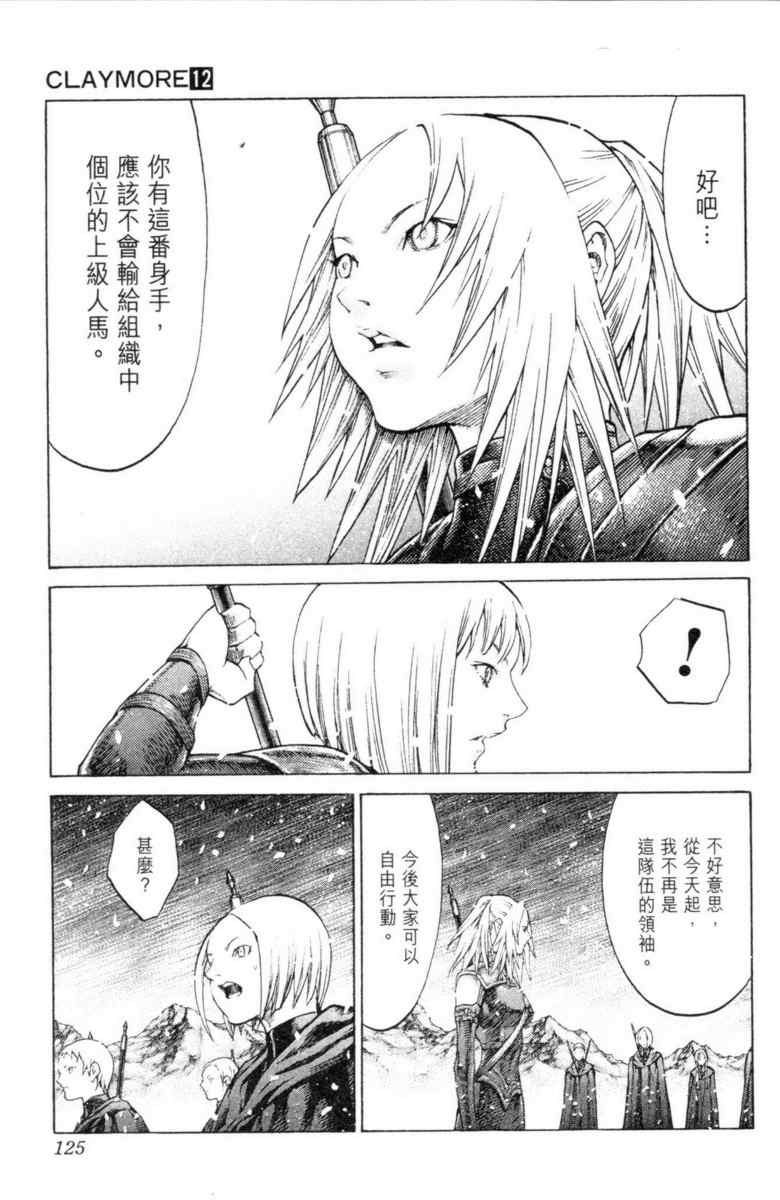 CLAYMORE 12
好吧…
你有這番身手，
應該不會輸給組織中
個位的上級人馬。
！
不好意思，
從今天起，
我不再是
這隊伍的領袖。
今後大家可以
自由行動。
甚麼？
125